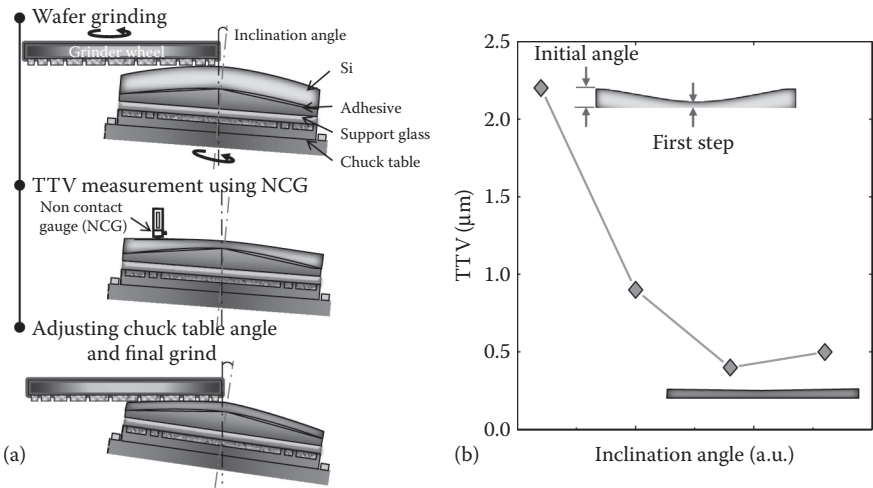 Wafer grinding
Inclination angle
Grinder wheel
Si
Adhesive
Support glass
Chuck table
TTV measurement using NCG
Non contact
gauge (NCG)
Adjusting chuck table angle
and final grind
(a)
2.5
2.0
1.5
1.0
0.5
0.0
TTV (μm)
Initial angle
First step
Inclination angle (a.u.)
(b)